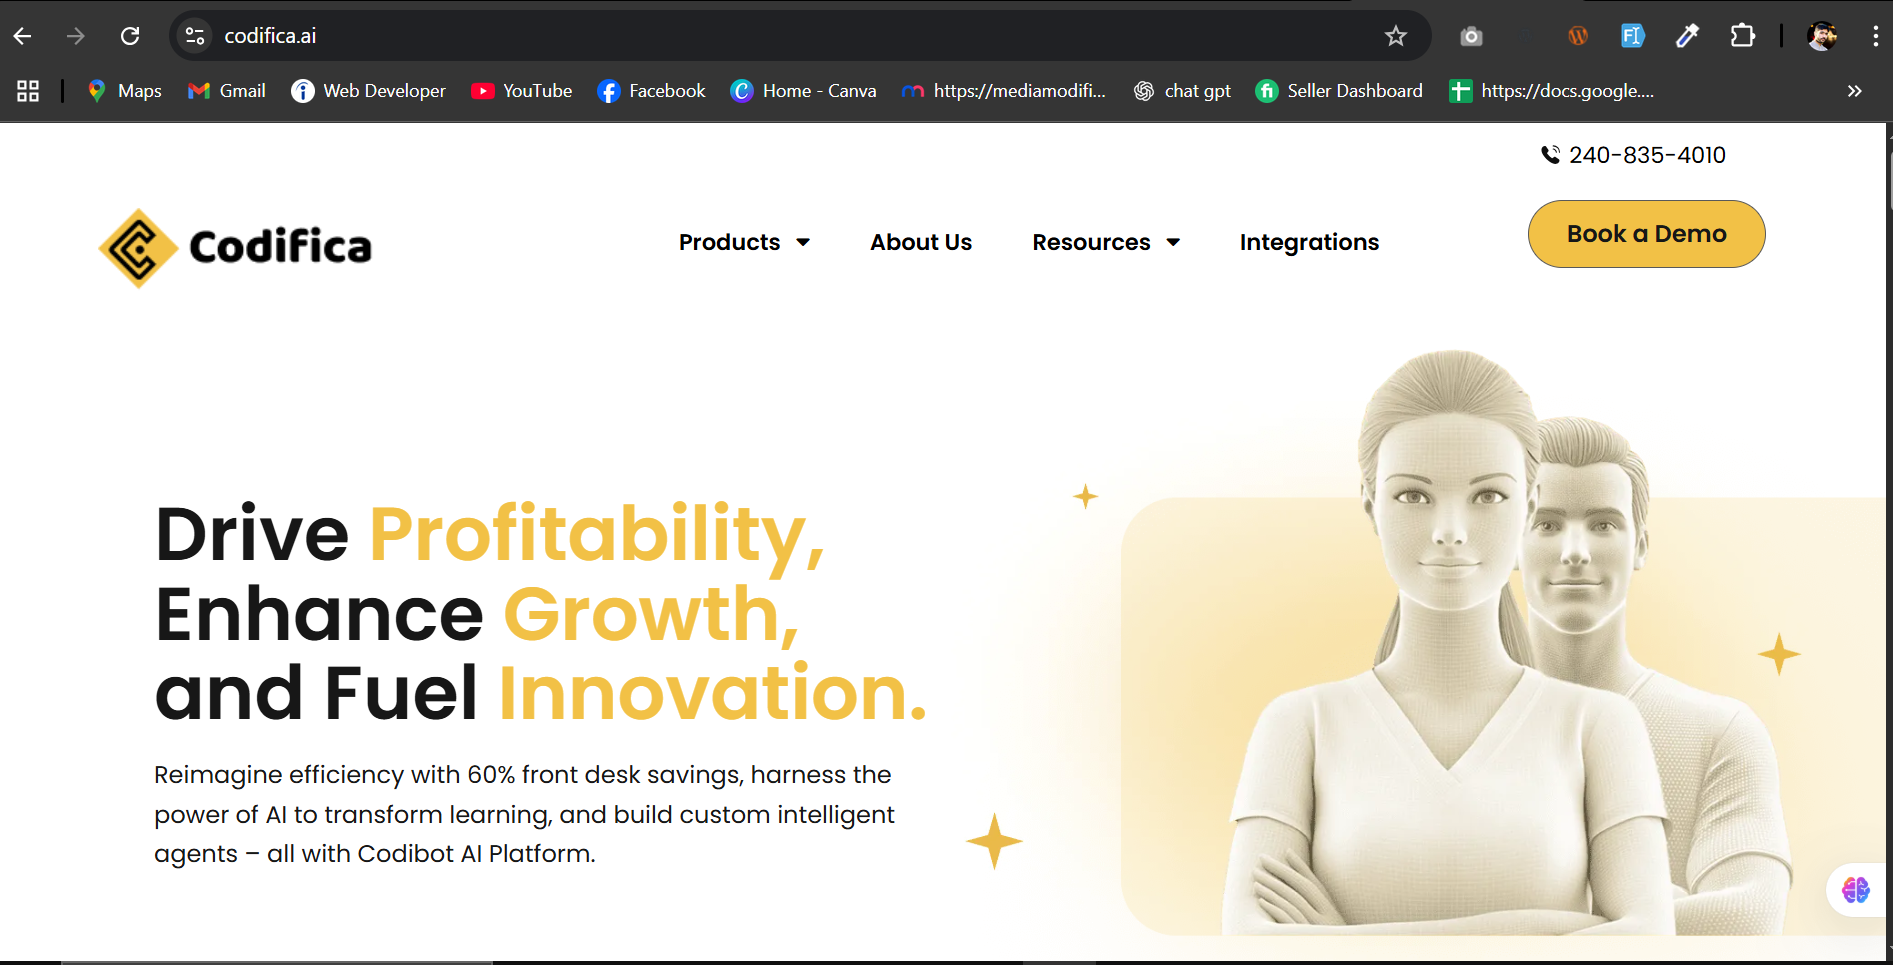 codifica.ai
Maps Gmail Web Developer YouTube Facebook Home - Canva https://mediamodifi... chat gpt Seller Dashboard https://docs.google....
240-835-4010
Codifica Products About Us Resources Integrations Book a Demo
Drive Profitability,
Enhance Growth,
and Fuel Innovation.
Reimagine efficiency with 60% front desk savings, harness the
power of AI to transform learning, and build custom intelligent
agents – all with Codibot AI Platform.